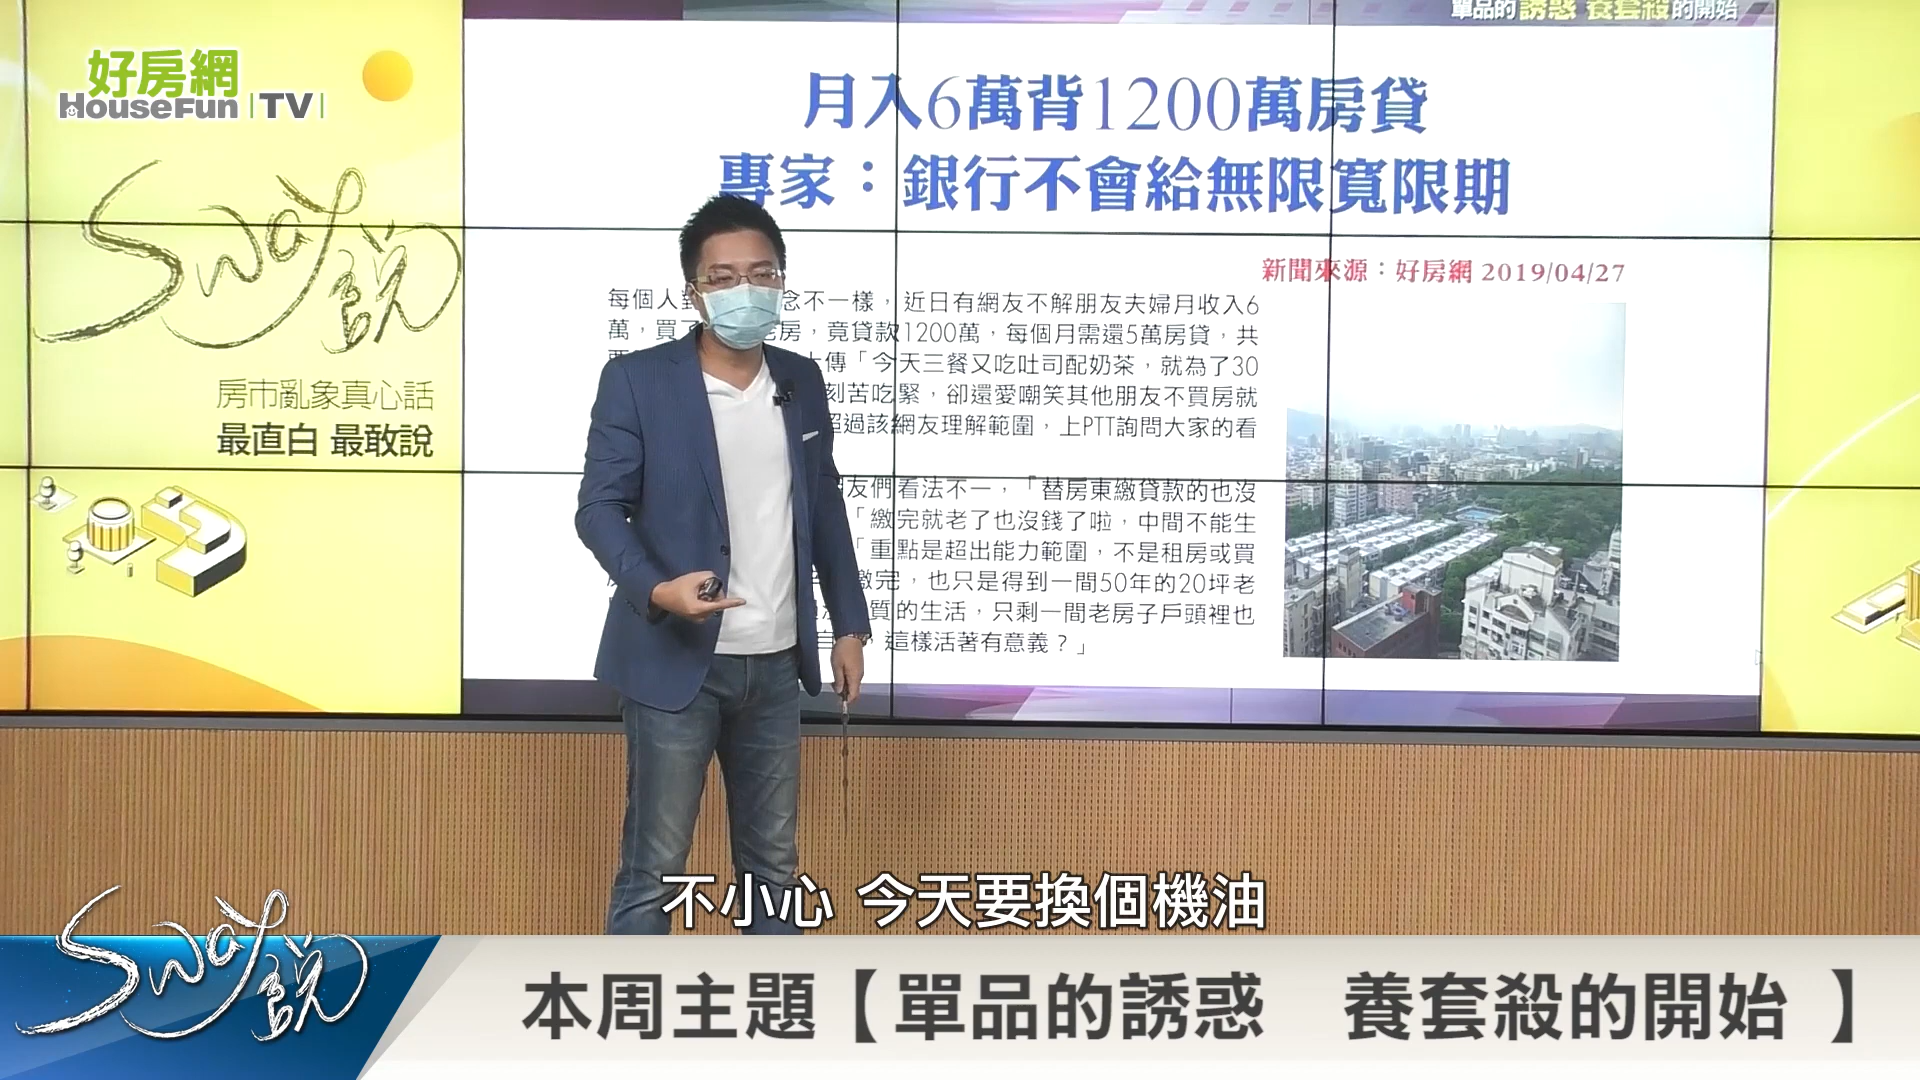 單品的誘惑 養套殺的開始
好房網
HouseFun TV
月入6萬背1200萬房貸
專家：銀行不會給無限寬限期
Sway說
房市亂象真心話
最直白 最敢說
新聞來源：好房網 2019/04/27
每個人對 念不一樣，近日有網友不解朋友夫婦月收入6
萬，買了 老房，竟貸款1200萬，每個月需還5萬房貸，共
傳「今天三餐又吃吐司配奶茶，就為了30
刻苦吃緊，卻還愛嘲笑其他朋友不買房就
超過該網友理解範圍，上PTT詢問大家的看
友們看法不一，「替房東繳貸款的也沒
「繳完就老了也沒錢了啦，中間不能生
「重點是超出能力範圍，不是租房或買
繳完，也只是得到一間50年的20坪老
質的生活，只剩一間老房子戶頭裡也
，這樣活著有意義？」
不小心 今天要換個機油
Sway說
本周主題【單品的誘惑 養套殺的開始】